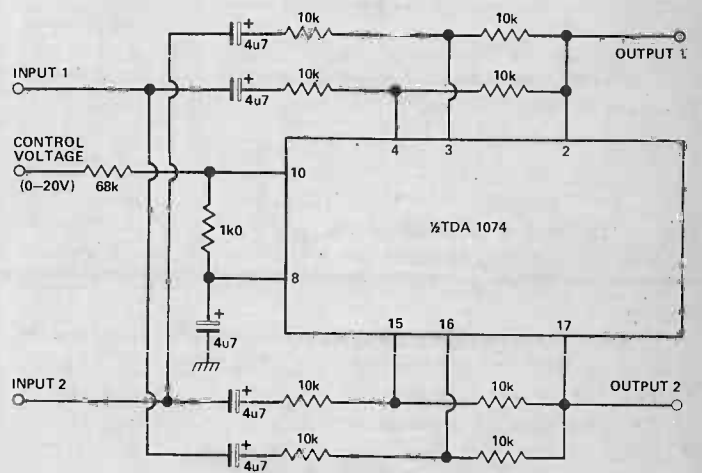 10k
10k
4u7
OUTPUT 1
INPUT 1
10k
10k
4u7
CONTROL
VOLTAGE
(0–20V)
68k
4
3
2
10
1k0
½TDA 1074
8
4u7
15
16
17
INPUT 2
10k
10k
OUTPUT 2
4u7
10k
10k
4u7
+
+
+
+
+